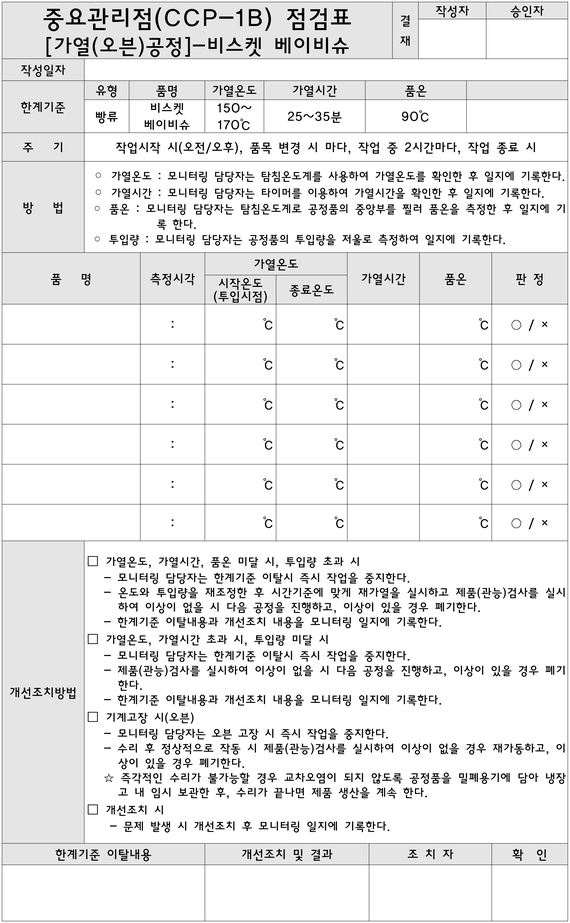 중요관리점(CCP-1B) 점검표
[가열(오븐)공정]-비스켓 베이비슈
결
재
작성자
승인자
작성일자
한계기준
유형
품명
가열온도
가열시간
품온
빵류
비스켓
베이비슈
150~
170℃
25~35분
90℃
주 기
작업시작 시(오전/오후), 품목 변경 시 마다, 작업 중 2시간마다, 작업 종료 시
방 법
○ 가열온도 : 모니터링 담당자는 탐침온도계를 사용하여 가열온도를 확인한 후 일지에 기록한다.
○ 가열시간 : 모니터링 담당자는 타이머를 이용하여 가열시간을 확인한 후 일지에 기록한다.
○ 품온 : 모니터링 담당자는 탐침온도계로 공정품의 중앙부를 찔러 품온을 측정한 후 일지에 기
록 한다.
○ 투입량 : 모니터링 담당자는 공정품의 투입량을 저울로 측정하여 일지에 기록한다.
품 명
측정시각
가열온도
시작온도
(투입시점)
종료온도
가열시간
품온
판 정
: ℃ ℃ ℃ ○ / ×
: ℃ ℃ ℃ ○ / ×
: ℃ ℃ ℃ ○ / ×
: ℃ ℃ ℃ ○ / ×
: ℃ ℃ ℃ ○ / ×
: ℃ ℃ ℃ ○ / ×
개선조치방법
□ 가열온도, 가열시간, 품온 미달 시, 투입량 초과 시
- 모니터링 담당자는 한계기준 이탈시 즉시 작업을 중지한다.
- 온도와 투입량을 재조정한 후 시간기준에 맞게 재가열을 실시하고 제품(관능)검사를 실시
하여 이상이 없을 시 다음 공정을 진행하고, 이상이 있을 경우 폐기한다.
- 한계기준 이탈내용과 개선조치 내용을 모니터링 일지에 기록한다.
□ 가열온도, 가열시간 초과 시, 투입량 미달 시
- 모니터링 담당자는 한계기준 이탈시 즉시 작업을 중지한다.
- 제품(관능)검사를 실시하여 이상이 없을 시 다음 공정을 진행하고, 이상이 있을 경우 폐기
한다.
- 한계기준 이탈내용과 개선조치 내용을 모니터링 일지에 기록한다.
□ 기계고장 시(오븐)
- 모니터링 담당자는 오븐 고장 시 즉시 작업을 중지한다.
- 수리 후 정상적으로 작동 시 제품(관능)검사를 실시하여 이상이 없을 경우 재가동하고, 이
상이 있을 경우 폐기한다.
☆ 즉각적인 수리가 불가능할 경우 교차오염이 되지 않도록 공정품을 밀폐용기에 담아 냉장
고 내 임시 보관한 후, 수리가 끝나면 제품 생산을 계속 한다.
□ 개선조치 시
- 문제 발생 시 개선조치 후 모니터링 일지에 기록한다.
한계기준 이탈내용
개선조치 및 결과
조 치 자
확 인